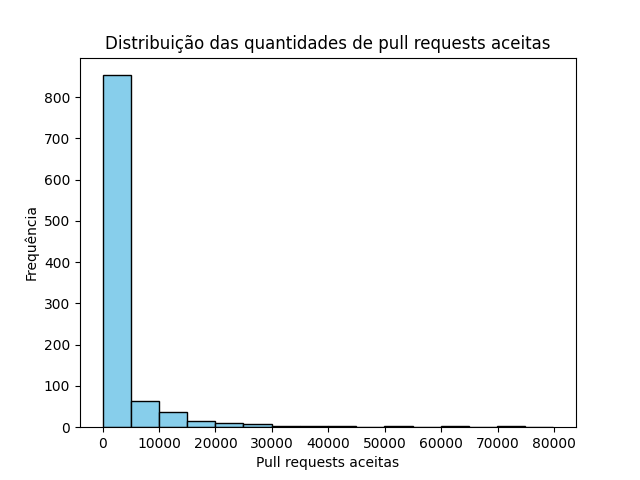 Distribuição das quantidades de pull requests aceitas
800
700
600
500
400
300
200
100
0
Frequência
0 10000 20000 30000 40000 50000 60000 70000 80000
Pull requests aceitas